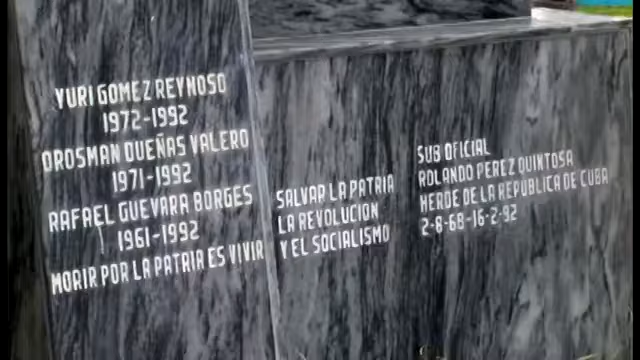 YURI GOMEZ REYNOSO
1972-1992
OROSMAN DUEÑAS VALERO
1971-1992
RAFAEL GUEVARA BORGES
1961-1992
MORIR POR LA PATRIA ES VIVIR
SALVAR LA PATRIA
LA REVOLUCION
Y EL SOCIALISMO
SUB OFICIAL
ROLANDO PEREZ QUINTOSA
HEROE DE LA REPUBLICA DE CUBA
2-8-68-16-2-92